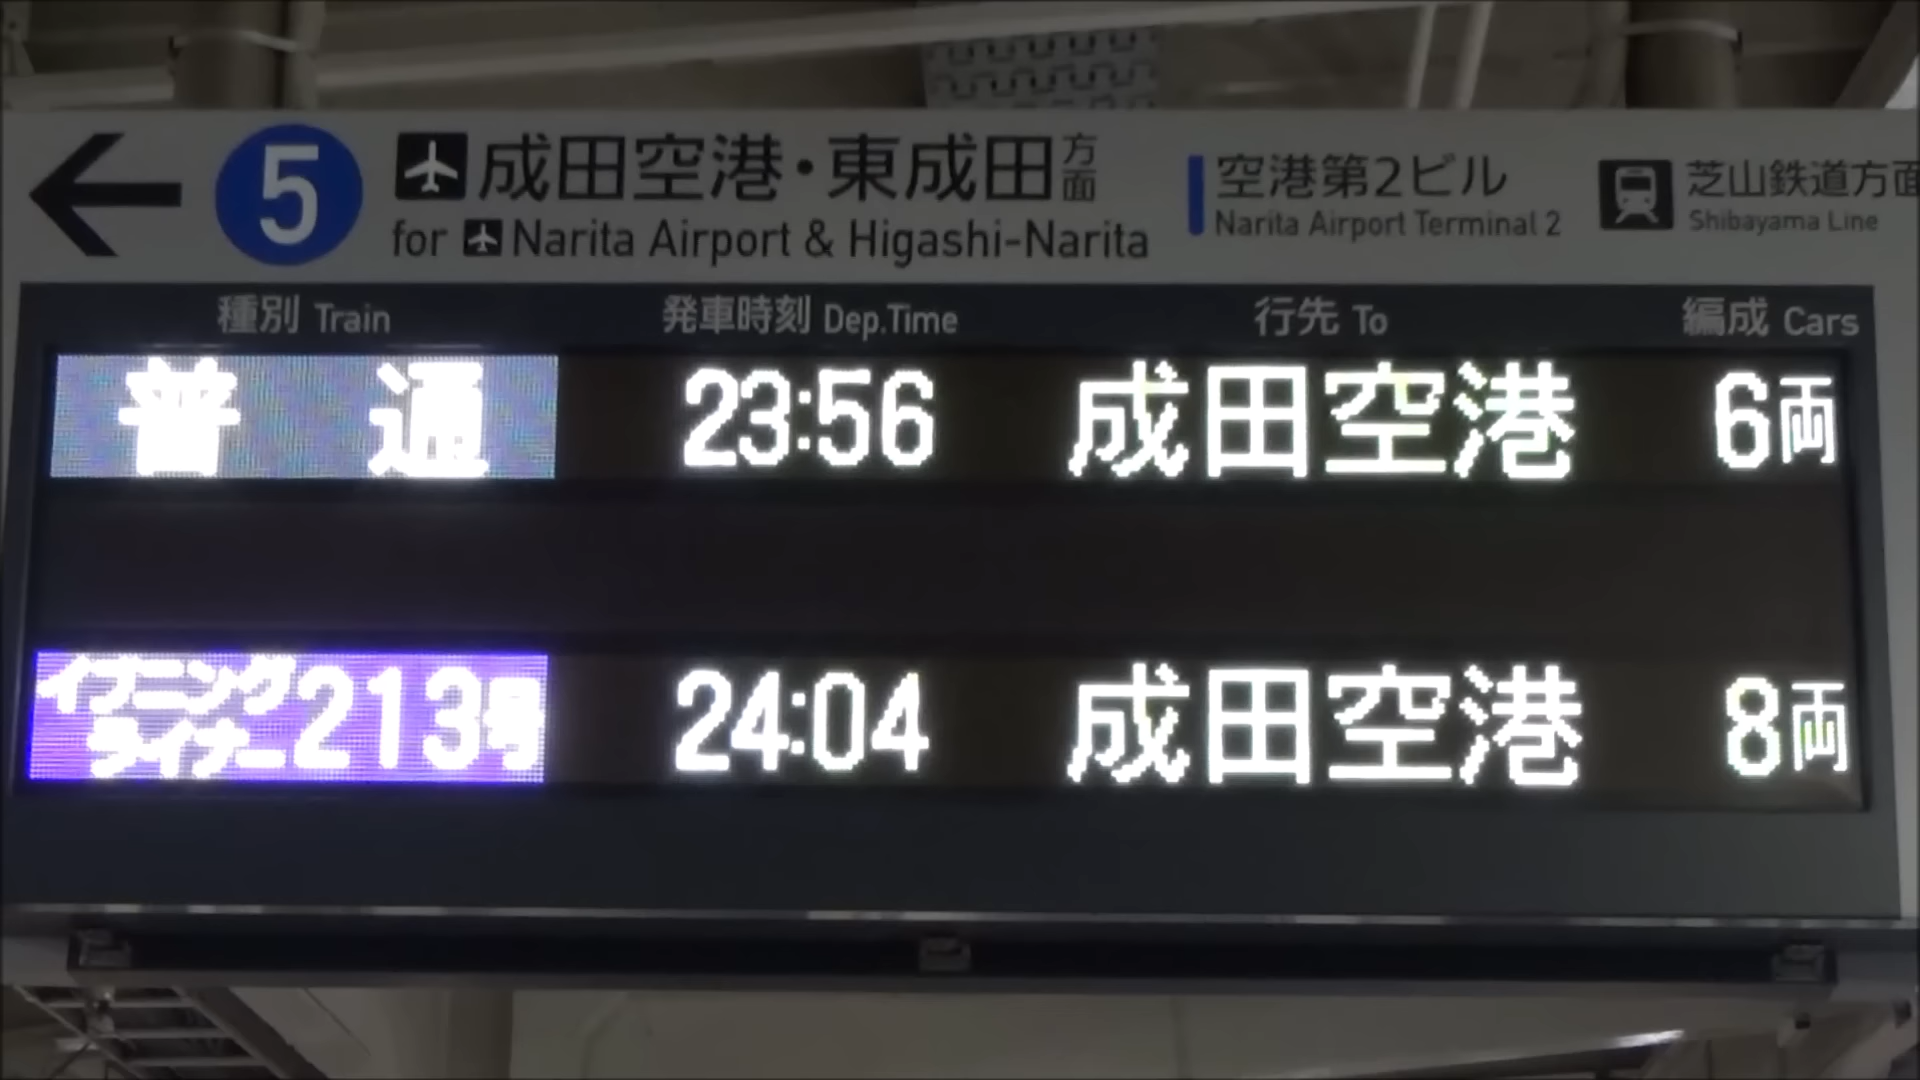 5 成田空港・東成田方面 空港第2ビル 芝山鉄道方面
for Narita Airport & Higashi-Narita Narita Airport Terminal 2 Shibayama Line
種別 Train 発車時刻 Dep.Time 行先 To 編成 Cars
普 通 23:56 成田空港 6両
イブニングライナー213号 24:04 成田空港 8両